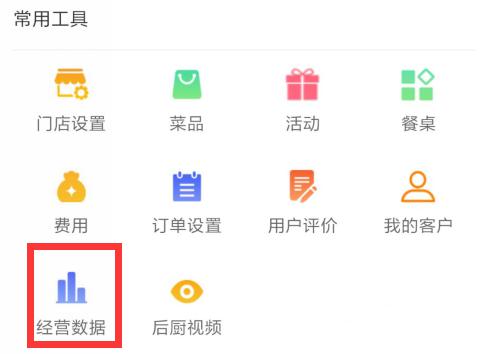 常用工具
门店设置 菜品 活动 餐桌
费用 订单设置 用户评价 我的客户
经营数据 后厨视频